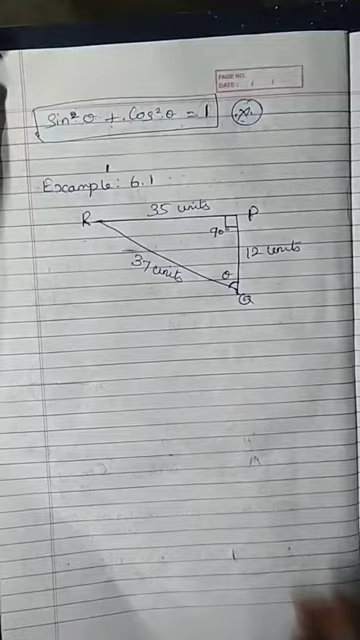 PAGE NO.
DATE: / /
Sin²θ + Cos²θ = 1
Example: 6.1
R 35 units P
90°
12 units
37 units
θ
Q